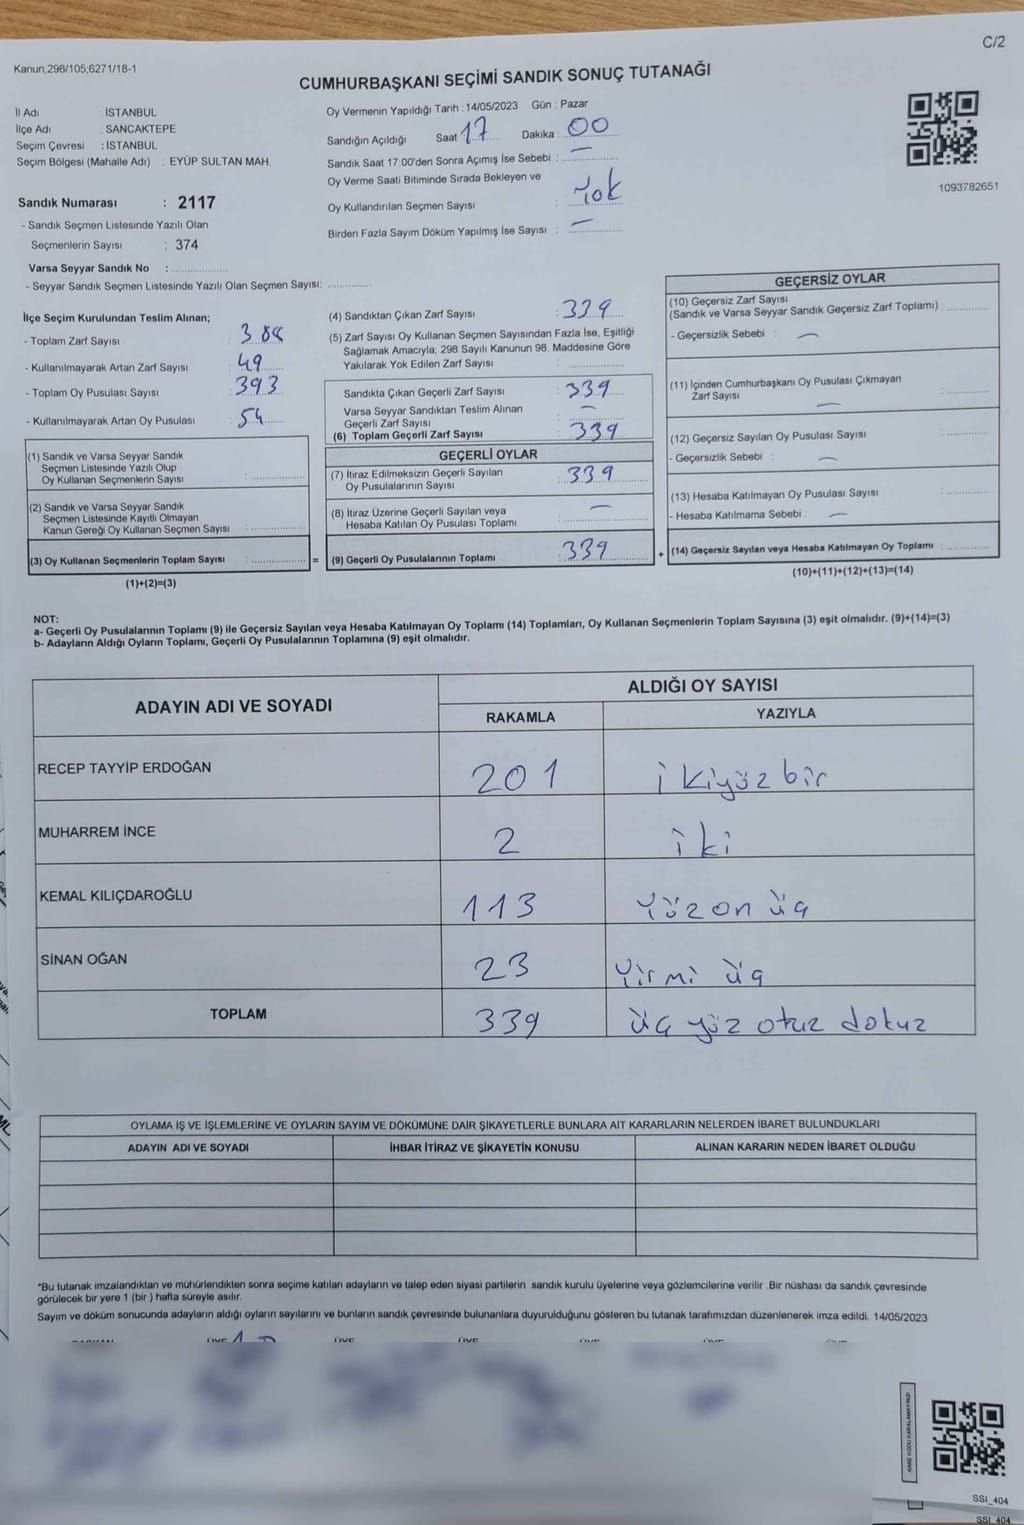 C/2
Kanun;298/105;6271/18-1
CUMHURBAŞKANI SEÇİMİ SANDIK SONUÇ TUTANAĞI
İl Adı : İSTANBUL
İlçe Adı : SANCAKTEPE
Seçim Çevresi : İSTANBUL
Seçim Bölgesi (Mahalle Adı) : EYÜP SULTAN MAH.
Sandık Numarası : 2117
- Sandık Seçmen Listesinde Yazılı Olan
Seçmenlerin Sayısı : 374
Varsa Seyyar Sandık No : ....................
- Seyyar Sandık Seçmen Listesinde Yazılı Olan Seçmen Sayısı: ..............
Oy Vermenin Yapıldığı Tarih : 14/05/2023 Gün : Pazar
Sandığın Açıldığı Saat 17 Dakika : 00
Sandık Saat 17:00'den Sonra Açımış İse Sebebi : —
Oy Verme Saati Bitiminde Sırada Bekleyen ve
Oy Kullandırılan Seçmen Sayısı : Yok
Birden Fazla Sayım Döküm Yapılmış İse Sayısı : —
1093782651
İlçe Seçim Kurulundan Teslim Alınan;
- Toplam Zarf Sayısı : 388
- Kullanılmayarak Artan Zarf Sayısı : 49
- Toplam Oy Pusulası Sayısı : 393
- Kullanılmayarak Artan Oy Pusulası : 54
(1) Sandık ve Varsa Seyyar Sandık
Seçmen Listesinde Yazılı Olup
Oy Kullanan Seçmenlerin Sayısı : ..............
(2) Sandık ve Varsa Seyyar Sandık
Seçmen Listesinde Kayıtlı Olmayan
Kanun Gereği Oy Kullanan Seçmen Sayısı : ..............
(3) Oy Kullanan Seçmenlerin Toplam Sayısı : ..............
(1)+(2)=(3)
(4) Sandıktan Çıkan Zarf Sayısı : 339
(5) Zarf Sayısı Oy Kullanan Seçmen Sayısından Fazla İse, Eşitliği
Sağlamak Amacıyla; 298 Sayılı Kanunun 98. Maddesine Göre
Yakılarak Yok Edilen Zarf Sayısı : ..............
Sandıkta Çıkan Geçerli Zarf Sayısı : 339
Varsa Seyyar Sandıktan Teslim Alınan
Geçerli Zarf Sayısı : —
(6) Toplam Geçerli Zarf Sayısı : 339
GEÇERLİ OYLAR
(7) İtiraz Edilmeksizin Geçerli Sayılan
Oy Pusulalarının Sayısı : 339
(8) İtiraz Üzerine Geçerli Sayılan veya
Hesaba Katılan Oy Pusulası Toplamı : —
= (9) Geçerli Oy Pusulalarının Toplamı : 339
GEÇERSİZ OYLAR
(10) Geçersiz Zarf Sayısı
(Sandık ve Varsa Seyyar Sandık Geçersiz Zarf Toplamı) : ..............
- Geçersizlik Sebebi : —
(11) İçinden Cumhurbaşkanı Oy Pusulası Çıkmayan
Zarf Sayısı : —
(12) Geçersiz Sayılan Oy Pusulası Sayısı : ..............
- Geçersizlik Sebebi : —
(13) Hesaba Katılmayan Oy Pusulası Sayısı : ..............
- Hesaba Katılmama Sebebi : —
+ (14) Geçersiz Sayılan veya Hesaba Katılmayan Oy Toplamı : ..............
(10)+(11)+(12)+(13)=(14)
NOT:
a- Geçerli Oy Pusulalarının Toplamı (9) ile Geçersiz Sayılan veya Hesaba Katılmayan Oy Toplamı (14) Toplamları, Oy Kullanan Seçmenlerin Toplam Sayısına (3) eşit olmalıdır. (9)+(14)=(3)
b- Adayların Aldığı Oyların Toplamı, Geçerli Oy Pusulalarının Toplamına (9) eşit olmalıdır.
ADAYIN ADI VE SOYADI ALDIĞI OY SAYISI
RAKAMLA YAZIYLA
RECEP TAYYİP ERDOĞAN 201 ikiyüz bir
MUHARREM İNCE 2 iki
KEMAL KILIÇDAROĞLU 113 Yüz on üç
SİNAN OĞAN 23 Yirmi üç
TOPLAM 339 üç yüz otuz dokuz
OYLAMA İŞ VE İŞLEMLERİNE VE OYLARIN SAYIM VE DÖKÜMÜNE DAİR ŞİKAYETLERLE BUNLARA AİT KARARLARIN NELERDEN İBARET BULUNDUKLARI
ADAYIN ADI VE SOYADI İHBAR İTİRAZ VE ŞİKAYETİN KONUSU ALINAN KARARIN NEDEN İBARET OLDUĞU
*Bu tutanak imzalandıktan ve mühürlendikten sonra seçime katılan adayların ve talep eden siyasi partilerin sandık kurulu üyelerine veya gözlemcilerine verilir .Bir nüshası da sandık çevresinde
görülecek bir yere 1 (bir ) hafta süreyle asılır.
Sayım ve döküm sonucunda adayların aldığı oyların sayılarını ve bunların sandık çevresinde bulunanlara duyurulduğunu gösteren bu tutanak tarafımızdan düzenlenerek imza edildi. 14/05/2023
KARE KODU KARALAMAYINIZ!
SSI_404
SSI_404